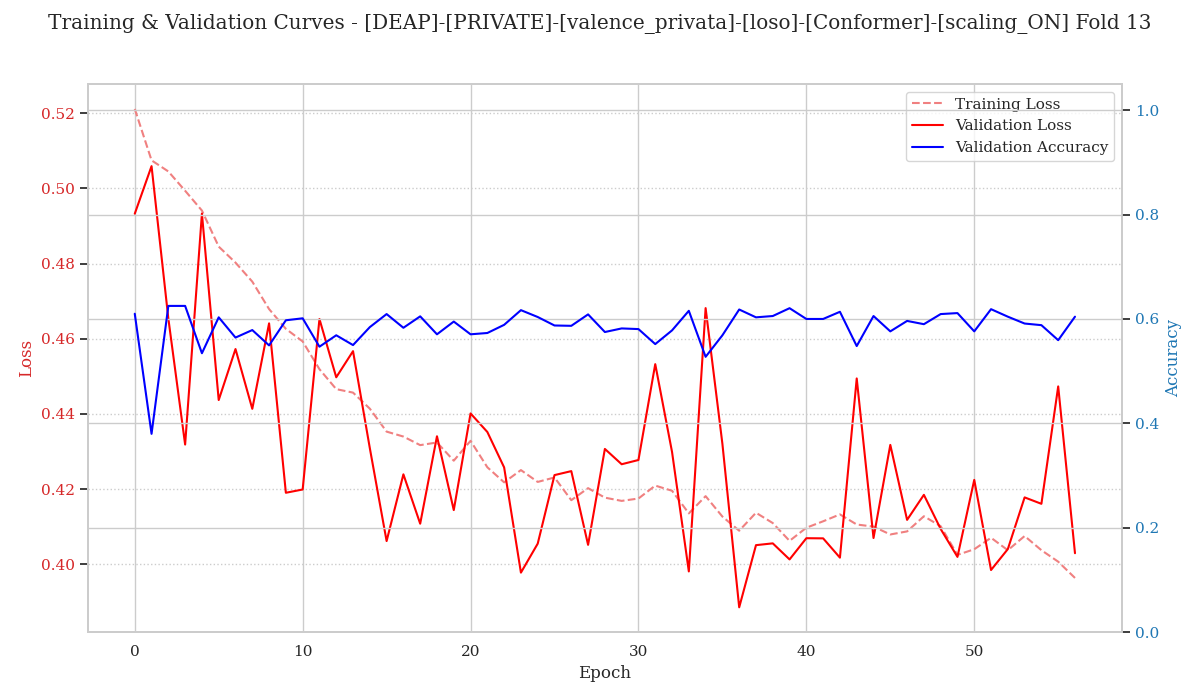 Training & Validation Curves - [DEAP]-[PRIVATE]-[valence_privata]-[loso]-[Conformer]-[scaling_ON] Fold 13
Training Loss
Validation Loss
Validation Accuracy
0.52
0.50
0.48
0.46
0.44
0.42
0.40
Loss
1.0
0.8
0.6
0.4
0.2
0.0
Accuracy
0
10
20
30
40
50
Epoch